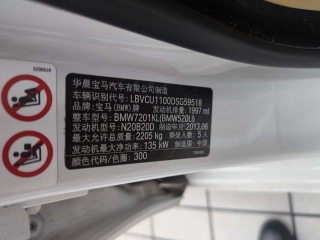 华晨宝马汽车有限公司制造
车辆识别代号: LBVCU1100DSG59518
品牌: 宝马(BMW)牌 发动机排量: 1997 ml
整车型号: BMW7201KL(BMW520Li)
发动机型号: N20B20D 制造年月: 2013.06
最大允许总质量: 2205 kg 乘坐人数: 5 人
发动机最大净功率: 135 kW 制造国: 中国
颜色代码/色圈: 300